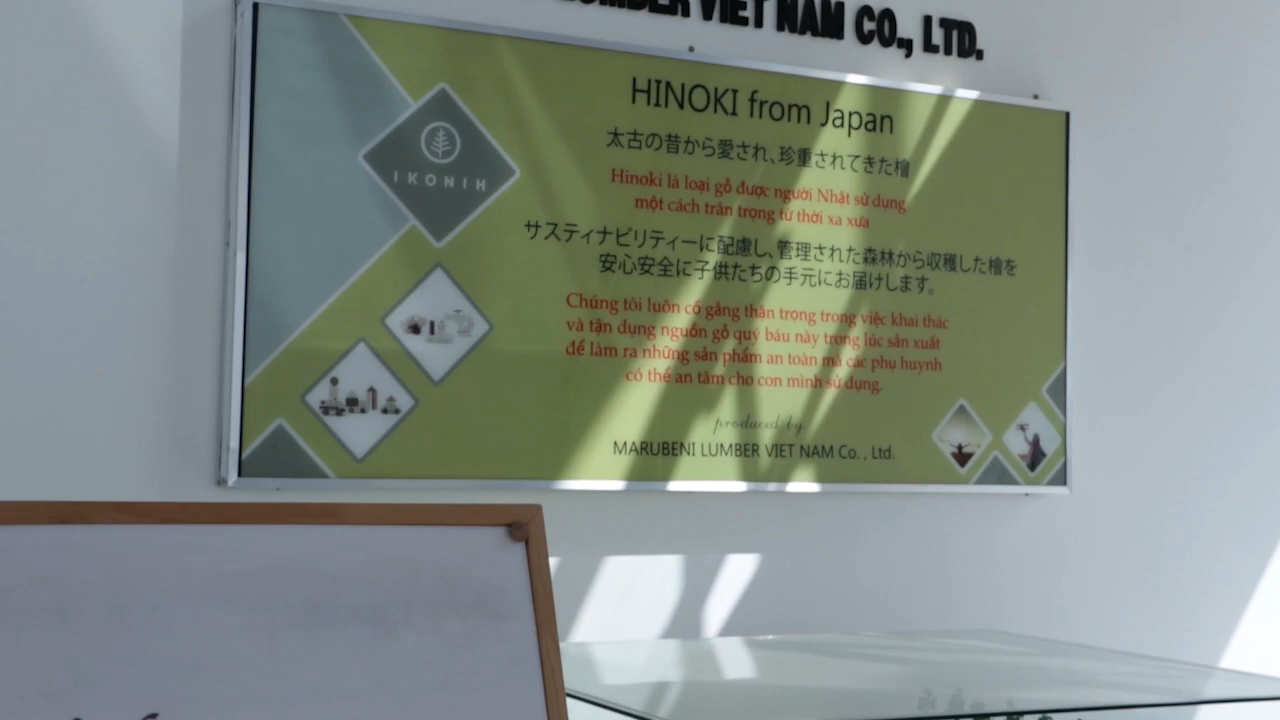 LUMBER VIET NAM CO., LTD.
HINOKI from Japan
太古の昔から愛され、珍重されてきた檜
IKONIH
Hinoki là loại gỗ được người Nhật sử dụng
một cách trân trọng từ thời xa xưa
サスティナビリティーに配慮し、管理された森林から収穫した檜を
安心安全に子供たちの手元にお届けします。
Chúng tôi luôn cố gắng thận trọng trong việc khai thác
và tận dụng nguồn gỗ quý báu này trong lúc sản xuất
để làm ra những sản phẩm an toàn mà các phụ huynh
có thể an tâm cho con mình sử dụng.
produced by
MARUBENI LUMBER VIET NAM Co. , Ltd.